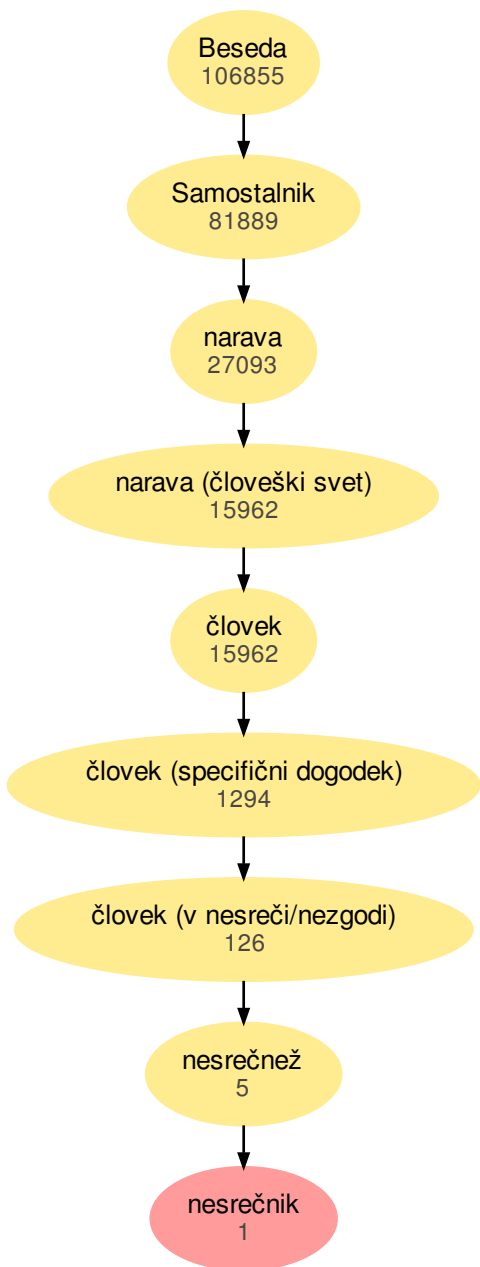 Beseda
106855
Samostalnik
81889
narava
27093
narava (človeški svet)
15962
človek
15962
človek (specifični dogodek)
1294
človek (v nesreči/nezgodi)
126
nesrečnež
5
nesrečnik
1